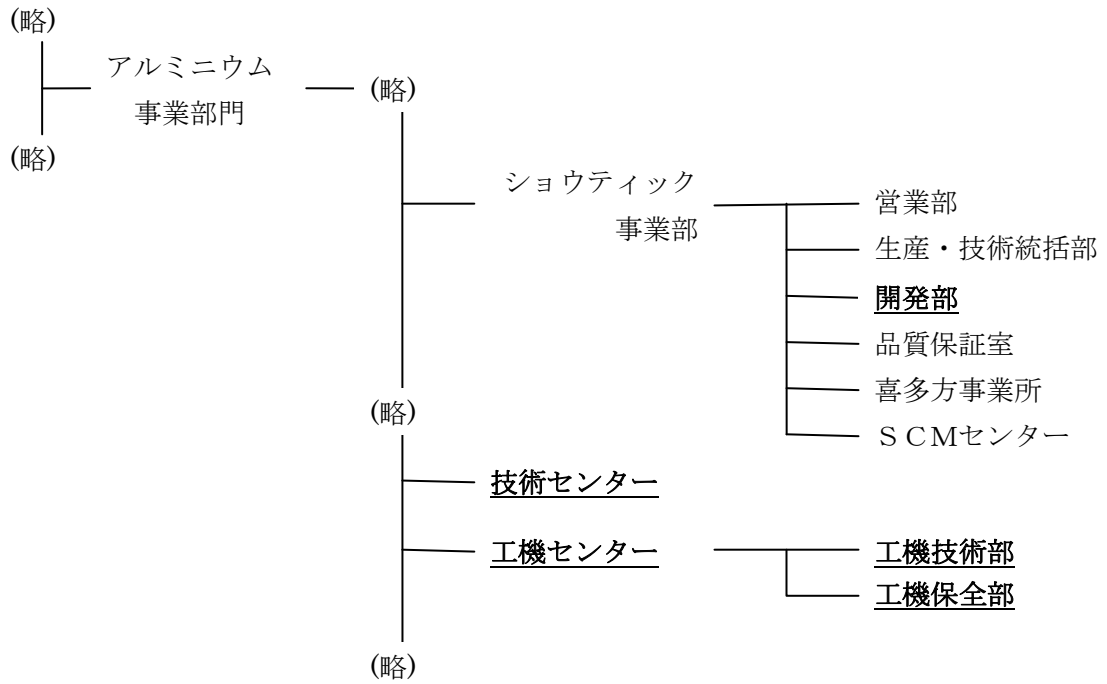 (略)
アルミニウム
事業部門
(略)
(略)
ショウティック
事業部
営業部
生産・技術統括部
開発部
品質保証室
喜多方事業所
ＳＣＭセンター
(略)
技術センター
工機センター
工機技術部
工機保全部
(略)